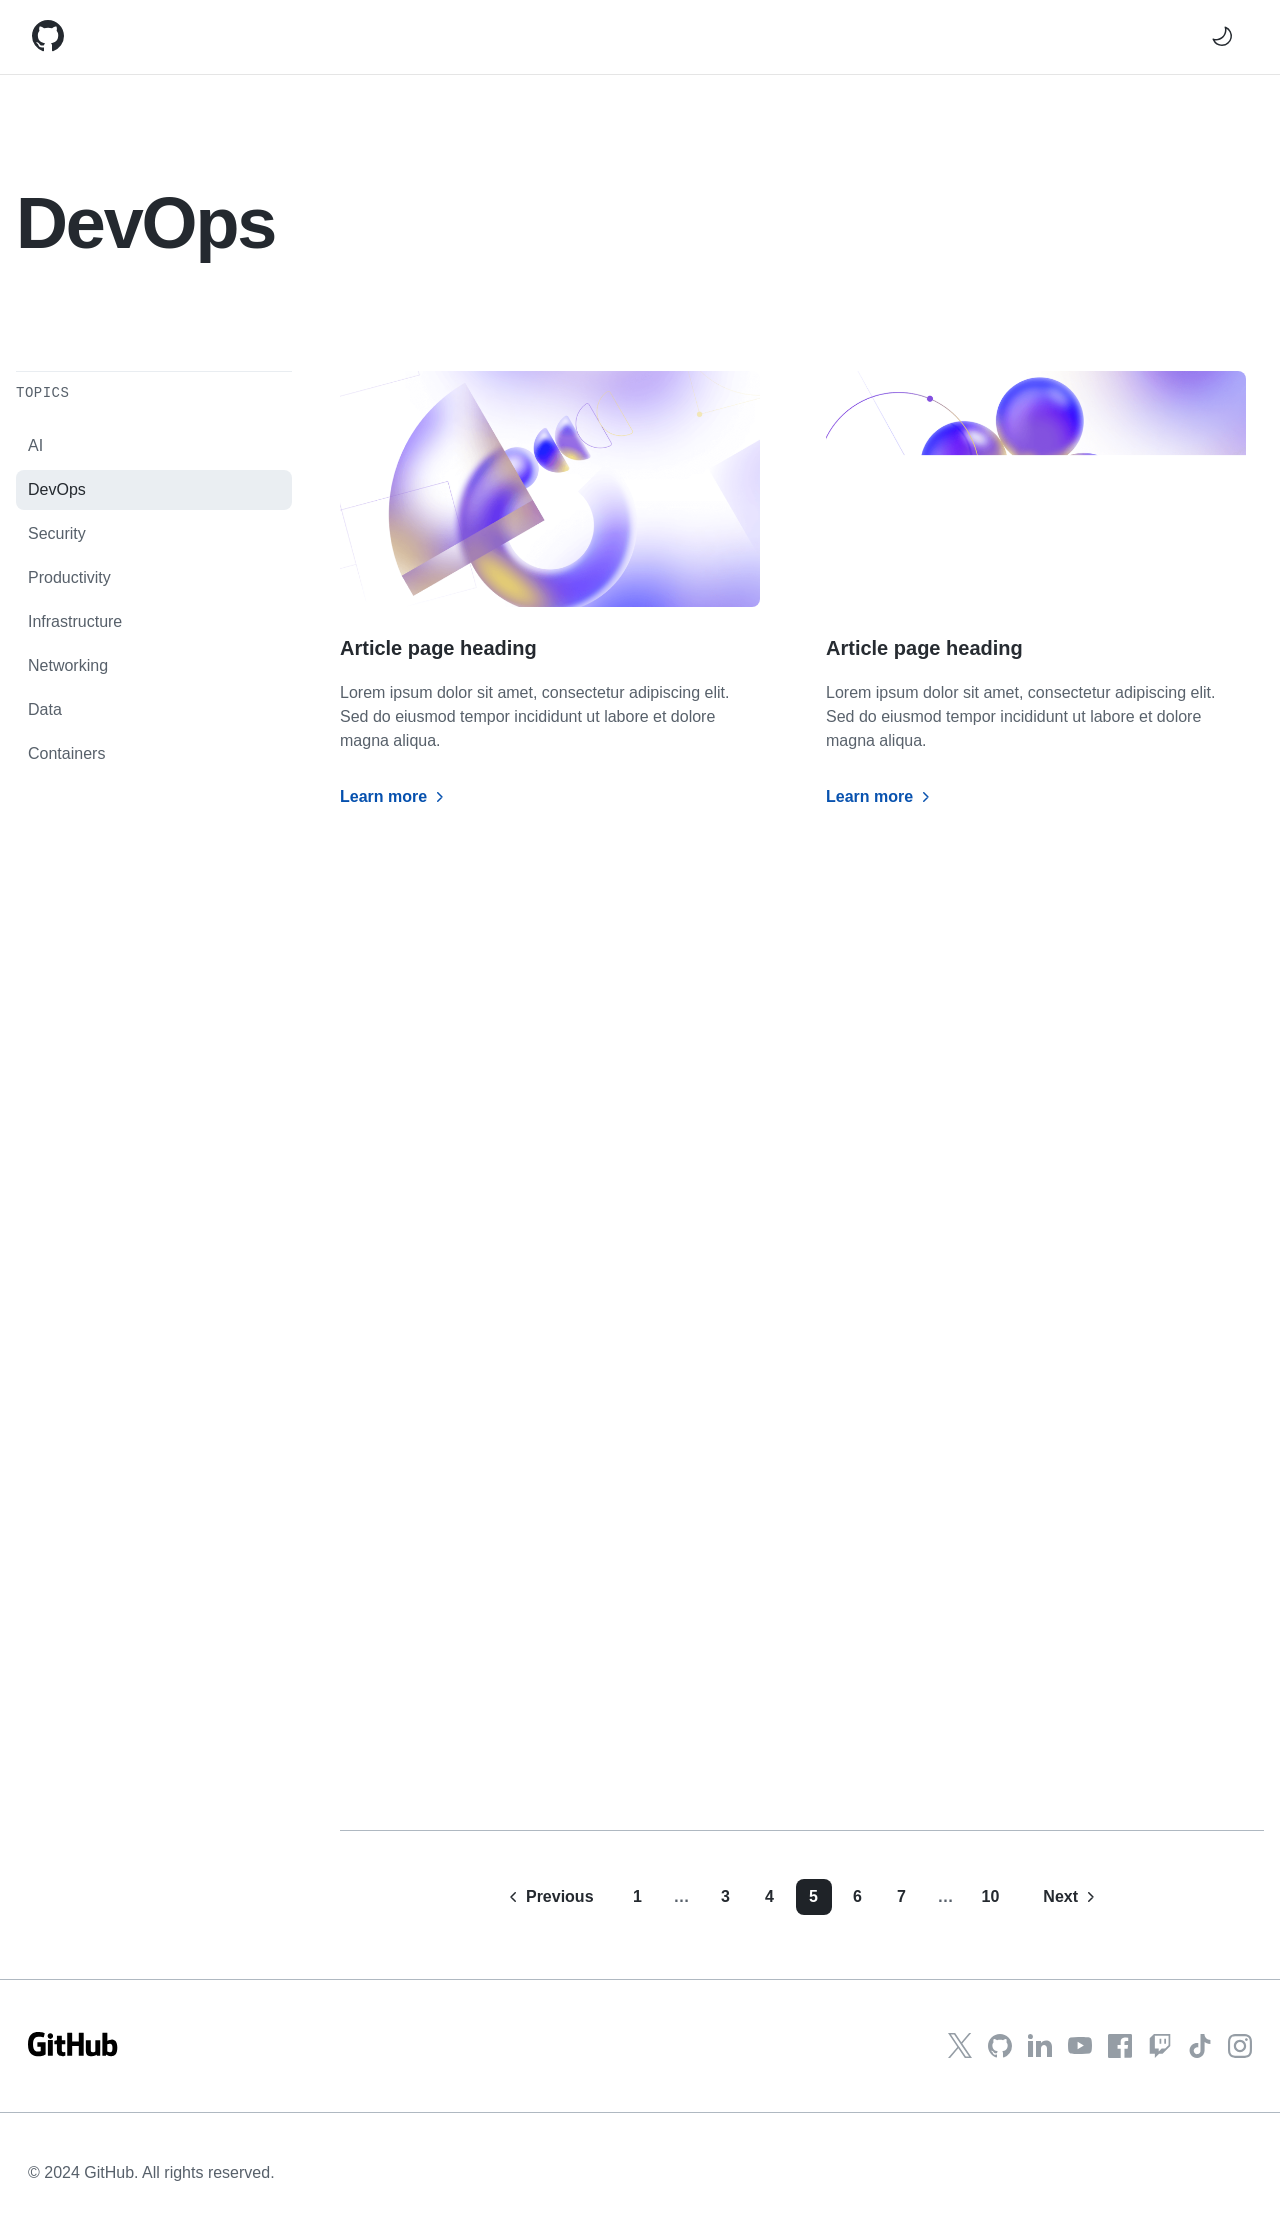 DevOps
TOPICS
AI
DevOps
Security
Productivity
Infrastructure
Networking
Data
Containers
Article page heading
Lorem ipsum dolor sit amet, consectetur adipiscing elit.
Sed do eiusmod tempor incididunt ut labore et dolore
magna aliqua.
Learn more
Article page heading
Lorem ipsum dolor sit amet, consectetur adipiscing elit.
Sed do eiusmod tempor incididunt ut labore et dolore
magna aliqua.
Learn more
Previous 1 … 3 4 5 6 7 … 10 Next
GitHub
© 2024 GitHub. All rights reserved.